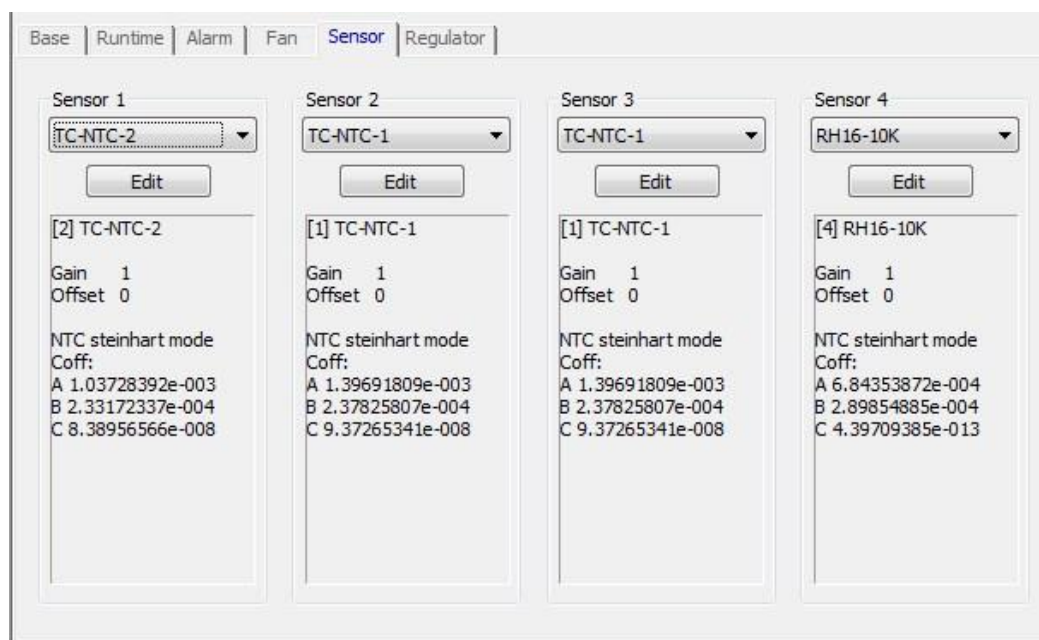 Base Runtime Alarm Fan Sensor Regulator
Sensor 1
TC-NTC-2
Edit
[2] TC-NTC-2
Gain 1
Offset 0
NTC steinhart mode
Coff:
A 1.03728392e-003
B 2.33172337e-004
C 8.38956566e-008
Sensor 2
TC-NTC-1
Edit
[1] TC-NTC-1
Gain 1
Offset 0
NTC steinhart mode
Coff:
A 1.39691809e-003
B 2.37825807e-004
C 9.37265341e-008
Sensor 3
TC-NTC-1
Edit
[1] TC-NTC-1
Gain 1
Offset 0
NTC steinhart mode
Coff:
A 1.39691809e-003
B 2.37825807e-004
C 9.37265341e-008
Sensor 4
RH16-10K
Edit
[4] RH16-10K
Gain 1
Offset 0
NTC steinhart mode
Coff:
A 6.84353872e-004
B 2.89854885e-004
C 4.39709385e-013